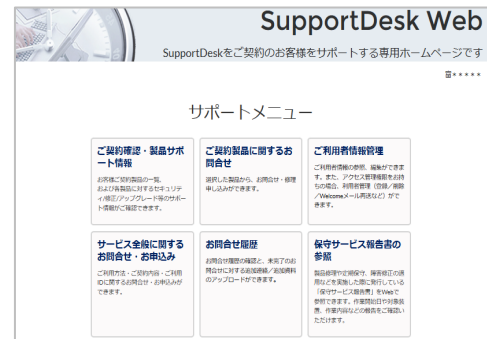 SupportDesk Web
SupportDeskをご契約のお客様をサポートする専用ホームページです
*****
サポートメニュー
ご契約確認・製品サポ
ート情報
お客様ご契約製品の一覧、
および各製品に対するセキュリテ
ィ/修正/アップグレード等のサポー
ト情報がご確認できます。
ご契約製品に関するお
問合せ
選択した製品から、お問合せ・修理
申し込みができます。
ご利用者情報管理
ご利用者情報の参照、編集ができま
す。また、アクセス管理権限をお持
ちの場合、利用者管理（登録／削除
／Welcomeメール再送など）がで
きます。
サービス全般に関する
お問合せ・お申込み
ご利用方法・ご契約内容・ご利用
IDに関するお問合せ・お申込みが
できます。
お問合せ履歴
お問合せ履歴の確認と、未完了のお
問合せに対する追加連絡／追加資料
のアップロードができます。
保守サービス報告書の
参照
製品修理や定期保守、障害修正の適
用などを実施した際に発行している
「保守サービス報告書」をWebで
参照できます。作業開始日や対象装
置、作業内容などの報告をご確認い
ただけます。